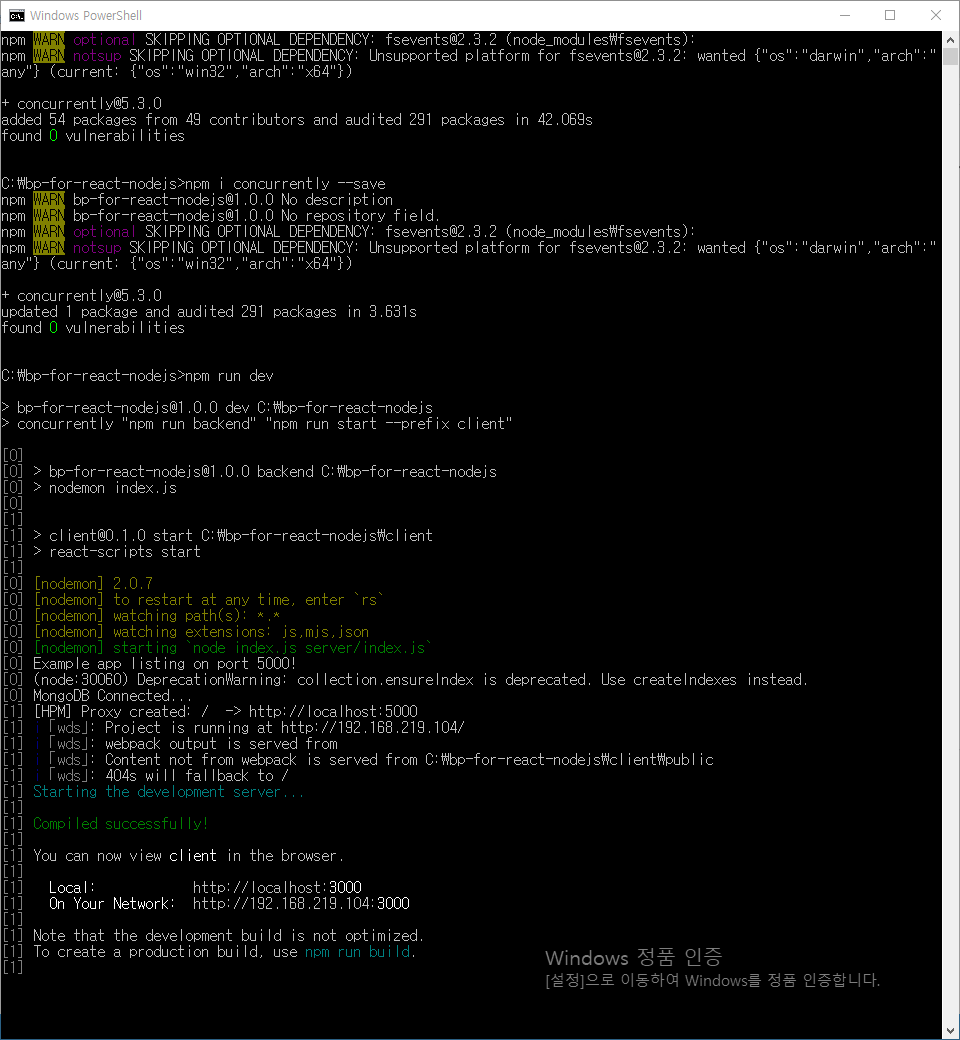 Windows PowerShell
npm WARN optional SKIPPING OPTIONAL DEPENDENCY: fsevents@2.3.2 (node_modules₩fsevents):
npm WARN notsup SKIPPING OPTIONAL DEPENDENCY: Unsupported platform for fsevents@2.3.2: wanted {"os":"darwin","arch":"
any"} (current: {"os":"win32","arch":"x64"})
+ concurrently@5.3.0
added 54 packages from 49 contributors and audited 291 packages in 42.069s
found 0 vulnerabilities
C:₩bp-for-react-nodejs>npm i concurrently --save
npm WARN bp-for-react-nodejs@1.0.0 No description
npm WARN bp-for-react-nodejs@1.0.0 No repository field.
npm WARN optional SKIPPING OPTIONAL DEPENDENCY: fsevents@2.3.2 (node_modules₩fsevents):
npm WARN notsup SKIPPING OPTIONAL DEPENDENCY: Unsupported platform for fsevents@2.3.2: wanted {"os":"darwin","arch":"
any"} (current: {"os":"win32","arch":"x64"})
+ concurrently@5.3.0
updated 1 package and audited 291 packages in 3.631s
found 0 vulnerabilities
C:₩bp-for-react-nodejs>npm run dev
> bp-for-react-nodejs@1.0.0 dev C:₩bp-for-react-nodejs
> concurrently "npm run backend" "npm run start --prefix client"
[0]
[0] > bp-for-react-nodejs@1.0.0 backend C:₩bp-for-react-nodejs
[0] > nodemon index.js
[0]
[1]
[1] > client@0.1.0 start C:₩bp-for-react-nodejs₩client
[1] > react-scripts start
[1]
[0] [nodemon] 2.0.7
[0] [nodemon] to restart at any time, enter `rs`
[0] [nodemon] watching path(s): *.*
[0] [nodemon] watching extensions: js,mjs,json
[0] [nodemon] starting `node index.js server/index.js`
[0] Example app listing on port 5000!
[0] (node:30060) DeprecationWarning: collection.ensureIndex is deprecated. Use createIndexes instead.
[0] MongoDB Connected...
[1] [HPM] Proxy created: /  -> http://localhost:5000
[1] ｢wds｣: Project is running at http://192.168.219.104/
[1] ｢wds｣: webpack output is served from
[1] ｢wds｣: Content not from webpack is served from C:₩bp-for-react-nodejs₩client₩public
[1] ｢wds｣: 404s will fallback to /
[1] Starting the development server...
[1]
[1] Compiled successfully!
[1]
[1] You can now view client in the browser.
[1]
[1] Local: http://localhost:3000
[1] On Your Network: http://192.168.219.104:3000
[1]
[1] Note that the development build is not optimized.
[1] To create a production build, use npm run build.
[1]
Windows 정품 인증
[설정]으로 이동하여 Windows를 정품 인증합니다.